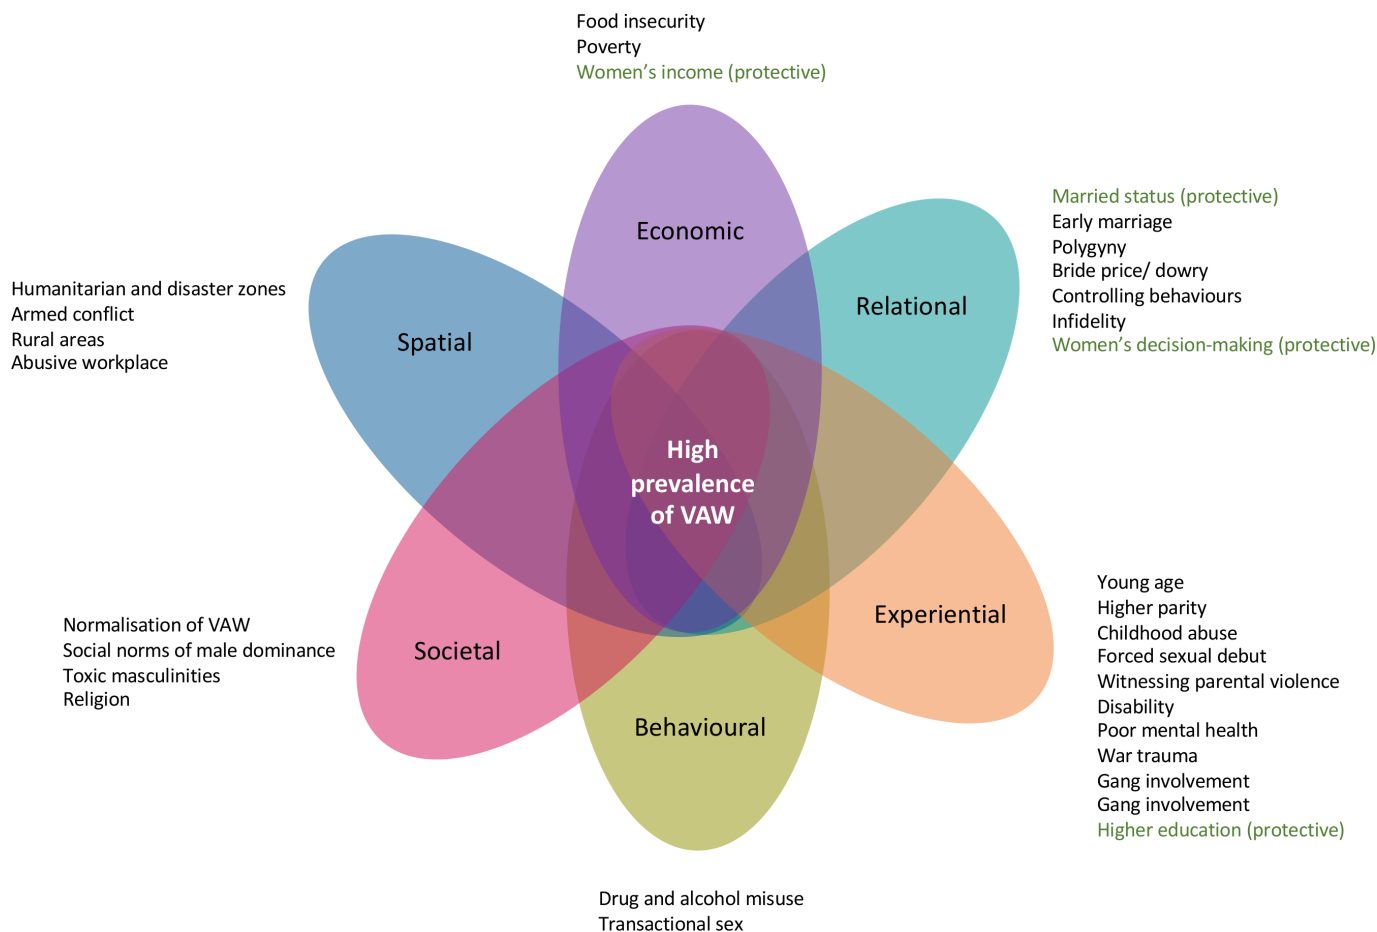 Food insecurity
Poverty
Women’s income (protective)
Economic
Married status (protective)
Early marriage
Polygyny
Bride price/ dowry
Controlling behaviours
Infidelity
Women’s decision-making (protective)
Relational
Humanitarian and disaster zones
Armed conflict
Rural areas
Abusive workplace
Spatial
High
prevalence
of VAW
Young age
Higher parity
Childhood abuse
Forced sexual debut
Witnessing parental violence
Disability
Poor mental health
War trauma
Gang involvement
Gang involvement
Higher education (protective)
Experiential
Normalisation of VAW
Social norms of male dominance
Toxic masculinities
Religion
Societal
Behavioural
Drug and alcohol misuse
Transactional sex